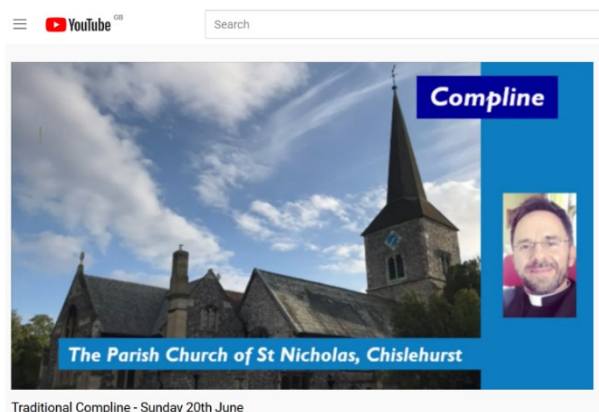 YouTube GB
Search
Compline
The Parish Church of St Nicholas, Chislehurst
Traditional Compline - Sunday 20th June